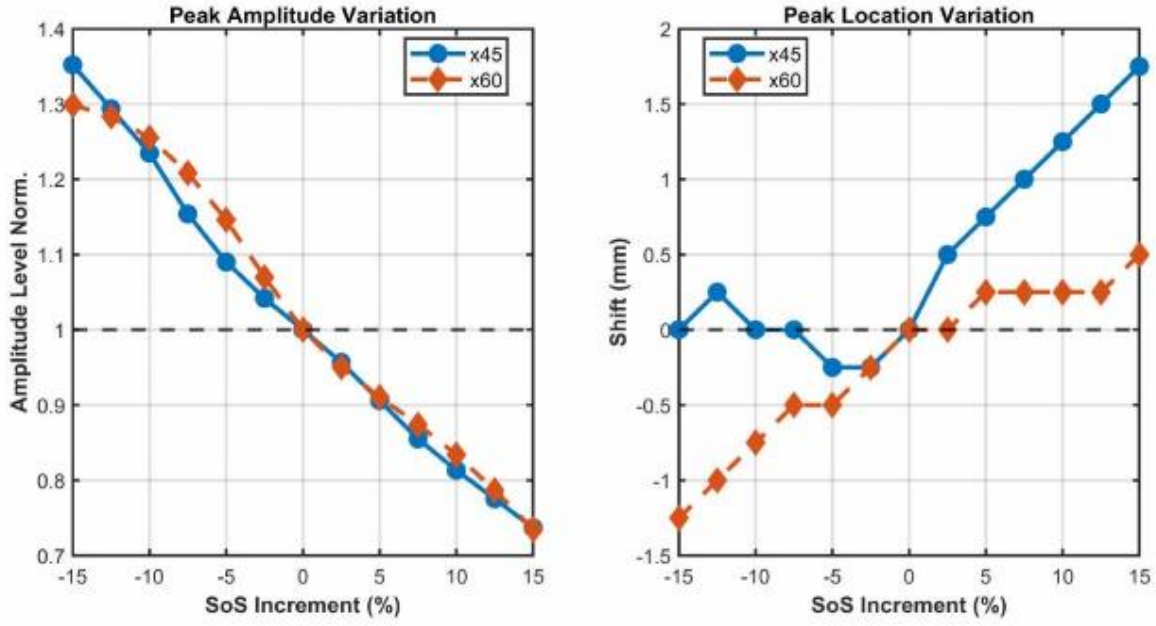 Peak Amplitude Variation
1.4
1.3
1.2
1.1
1
0.9
0.8
0.7
Amplitude Level Norm.
x45
x60
-15 -10 -5 0 5 10 15
SoS Increment (%)
Peak Location Variation
2
1.5
1
0.5
0
-0.5
-1
-1.5
Shift (mm)
x45
x60
-15 -10 -5 0 5 10 15
SoS Increment (%)